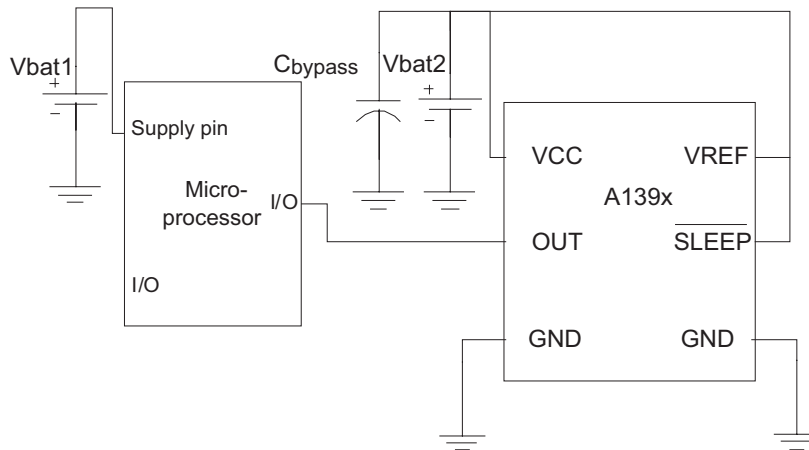 Vbat1
+
-
Cbypass
Vbat2
+
-
Supply pin
Micro-
processor
I/O
I/O
VCC
VREF
A139x
OUT
SLEEP
GND
GND